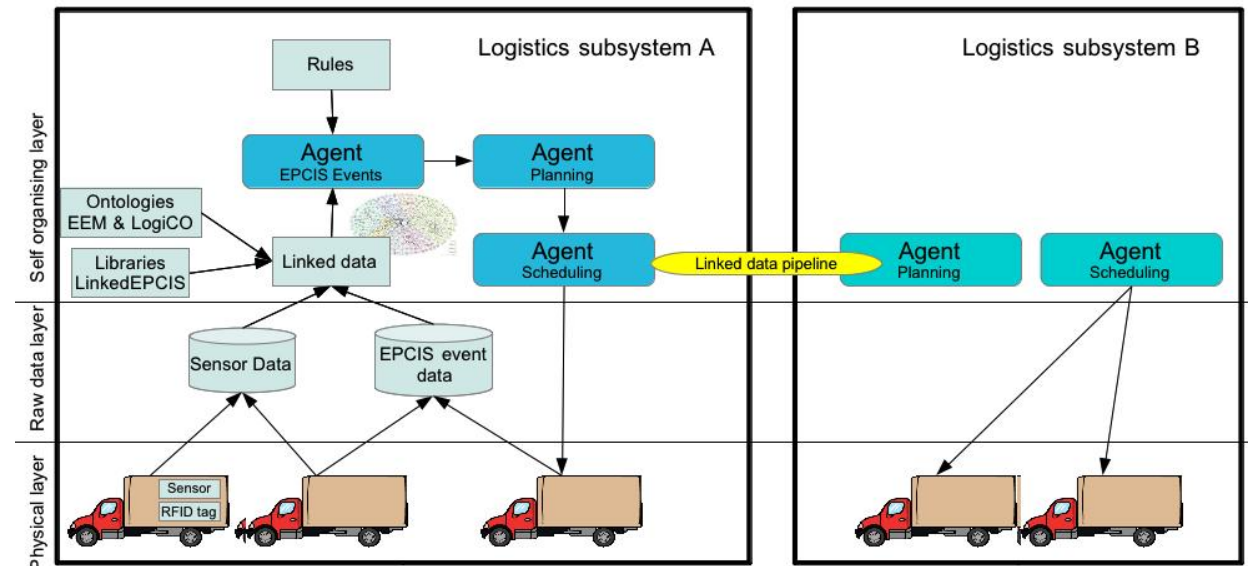 Logistics subsystem A
Logistics subsystem B
Rules
Self organising layer
Agent
EPCIS Events
Agent
Planning
Ontologies
EEM & LogiCO
Libraries
LinkedEPCIS
Linked data
Agent
Scheduling
Linked data pipeline
Agent
Planning
Agent
Scheduling
Raw data layer
Sensor Data
EPCIS event
data
Physical layer
Sensor
RFID tag